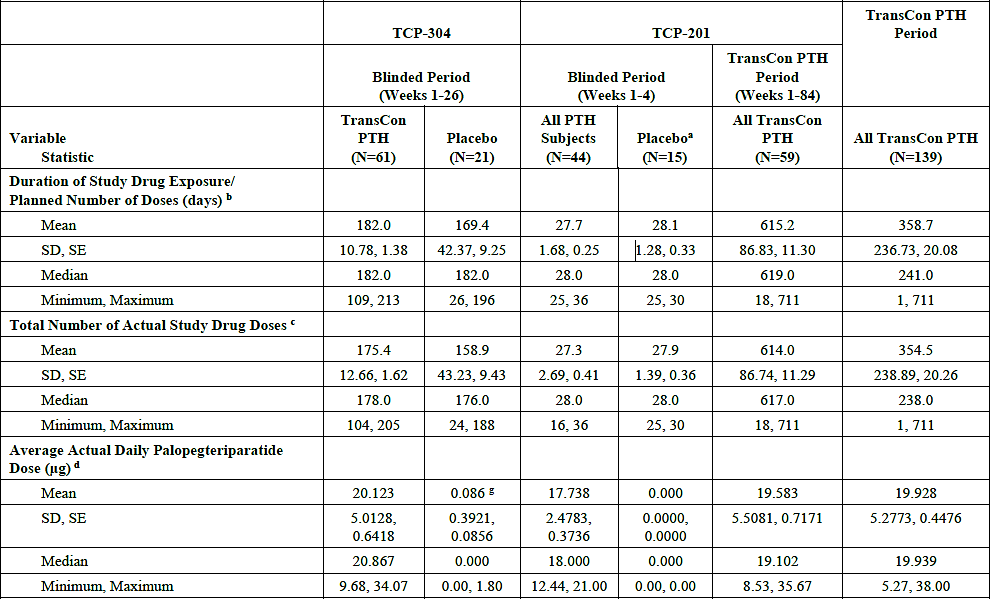 TCP-304 TCP-201 TransCon PTH Period
Blinded Period (Weeks 1-26) Blinded Period (Weeks 1-4) TransCon PTH Period (Weeks 1-84)
Variable Statistic TransCon PTH (N=61) Placebo (N=21) All PTH Subjects (N=44) Placeboᵃ (N=15) All TransCon PTH (N=59) All TransCon PTH (N=139)
Duration of Study Drug Exposure/
Planned Number of Doses (days) ᵇ
Mean 182.0 169.4 27.7 28.1 615.2 358.7
SD, SE 10.78, 1.38 42.37, 9.25 1.68, 0.25 1.28, 0.33 86.83, 11.30 236.73, 20.08
Median 182.0 182.0 28.0 28.0 619.0 241.0
Minimum, Maximum 109, 213 26, 196 25, 36 25, 30 18, 711 1, 711
Total Number of Actual Study Drug Doses ᶜ
Mean 175.4 158.9 27.3 27.9 614.0 354.5
SD, SE 12.66, 1.62 43.23, 9.43 2.69, 0.41 1.39, 0.36 86.74, 11.29 238.89, 20.26
Median 178.0 176.0 28.0 28.0 617.0 238.0
Minimum, Maximum 104, 205 24, 188 16, 36 25, 30 18, 711 1, 711
Average Actual Daily Palopegteriparatide
Dose (μg) ᵈ
Mean 20.123 0.086 ᵍ 17.738 0.000 19.583 19.928
SD, SE 5.0128, 0.6418 0.3921, 0.0856 2.4783, 0.3736 0.0000, 0.0000 5.5081, 0.7171 5.2773, 0.4476
Median 20.867 0.000 18.000 0.000 19.102 19.939
Minimum, Maximum 9.68, 34.07 0.00, 1.80 12.44, 21.00 0.00, 0.00 8.53, 35.67 5.27, 38.00